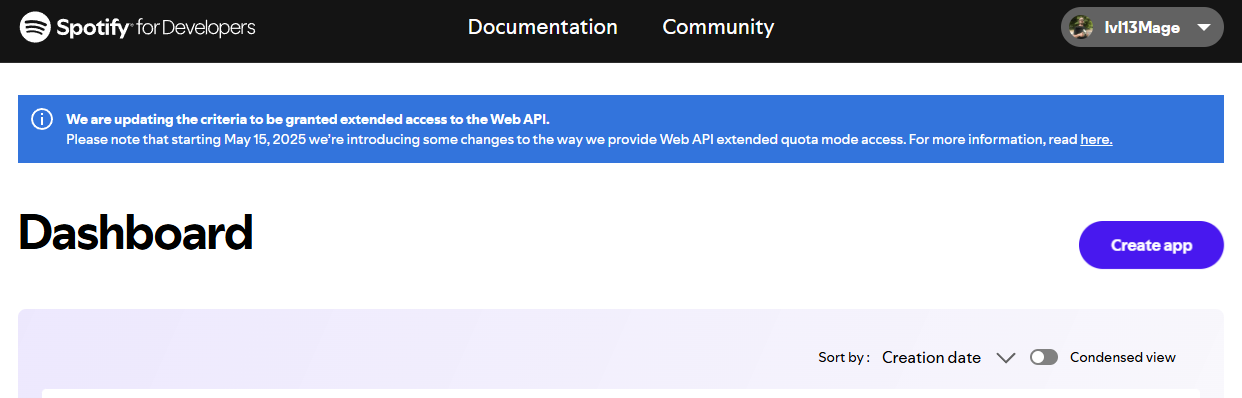 Spotify® for Developers
Documentation
Community
lvl13Mage
We are updating the criteria to be granted extended access to the Web API.
Please note that starting May 15, 2025 we're introducing some changes to the way we provide Web API extended quota mode access. For more information, read here.
Dashboard
Create app
Sort by: Creation date
Condensed view